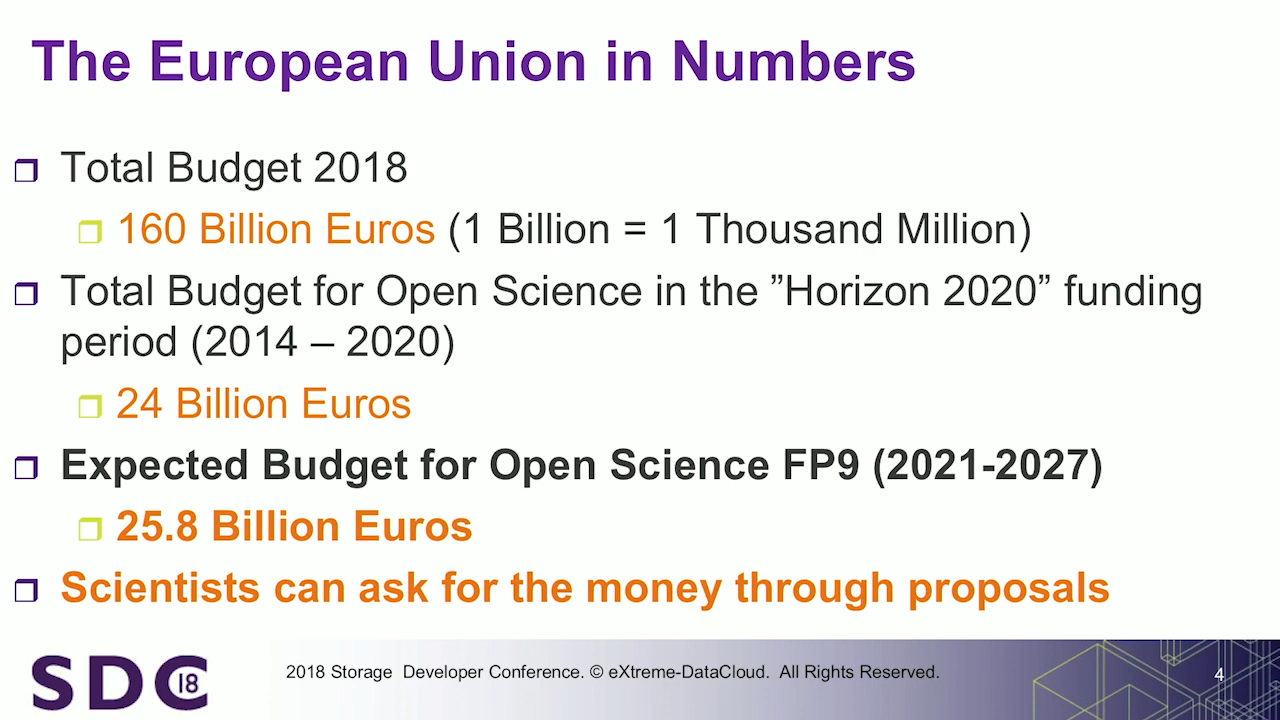 The European Union in Numbers
Total Budget 2018
160 Billion Euros (1 Billion = 1 Thousand Million)
Total Budget for Open Science in the ”Horizon 2020” funding
period (2014 – 2020)
24 Billion Euros
Expected Budget for Open Science FP9 (2021-2027)
25.8 Billion Euros
Scientists can ask for the money through proposals
SDC 18
2018 Storage Developer Conference. © eXtreme-DataCloud. All Rights Reserved.
4